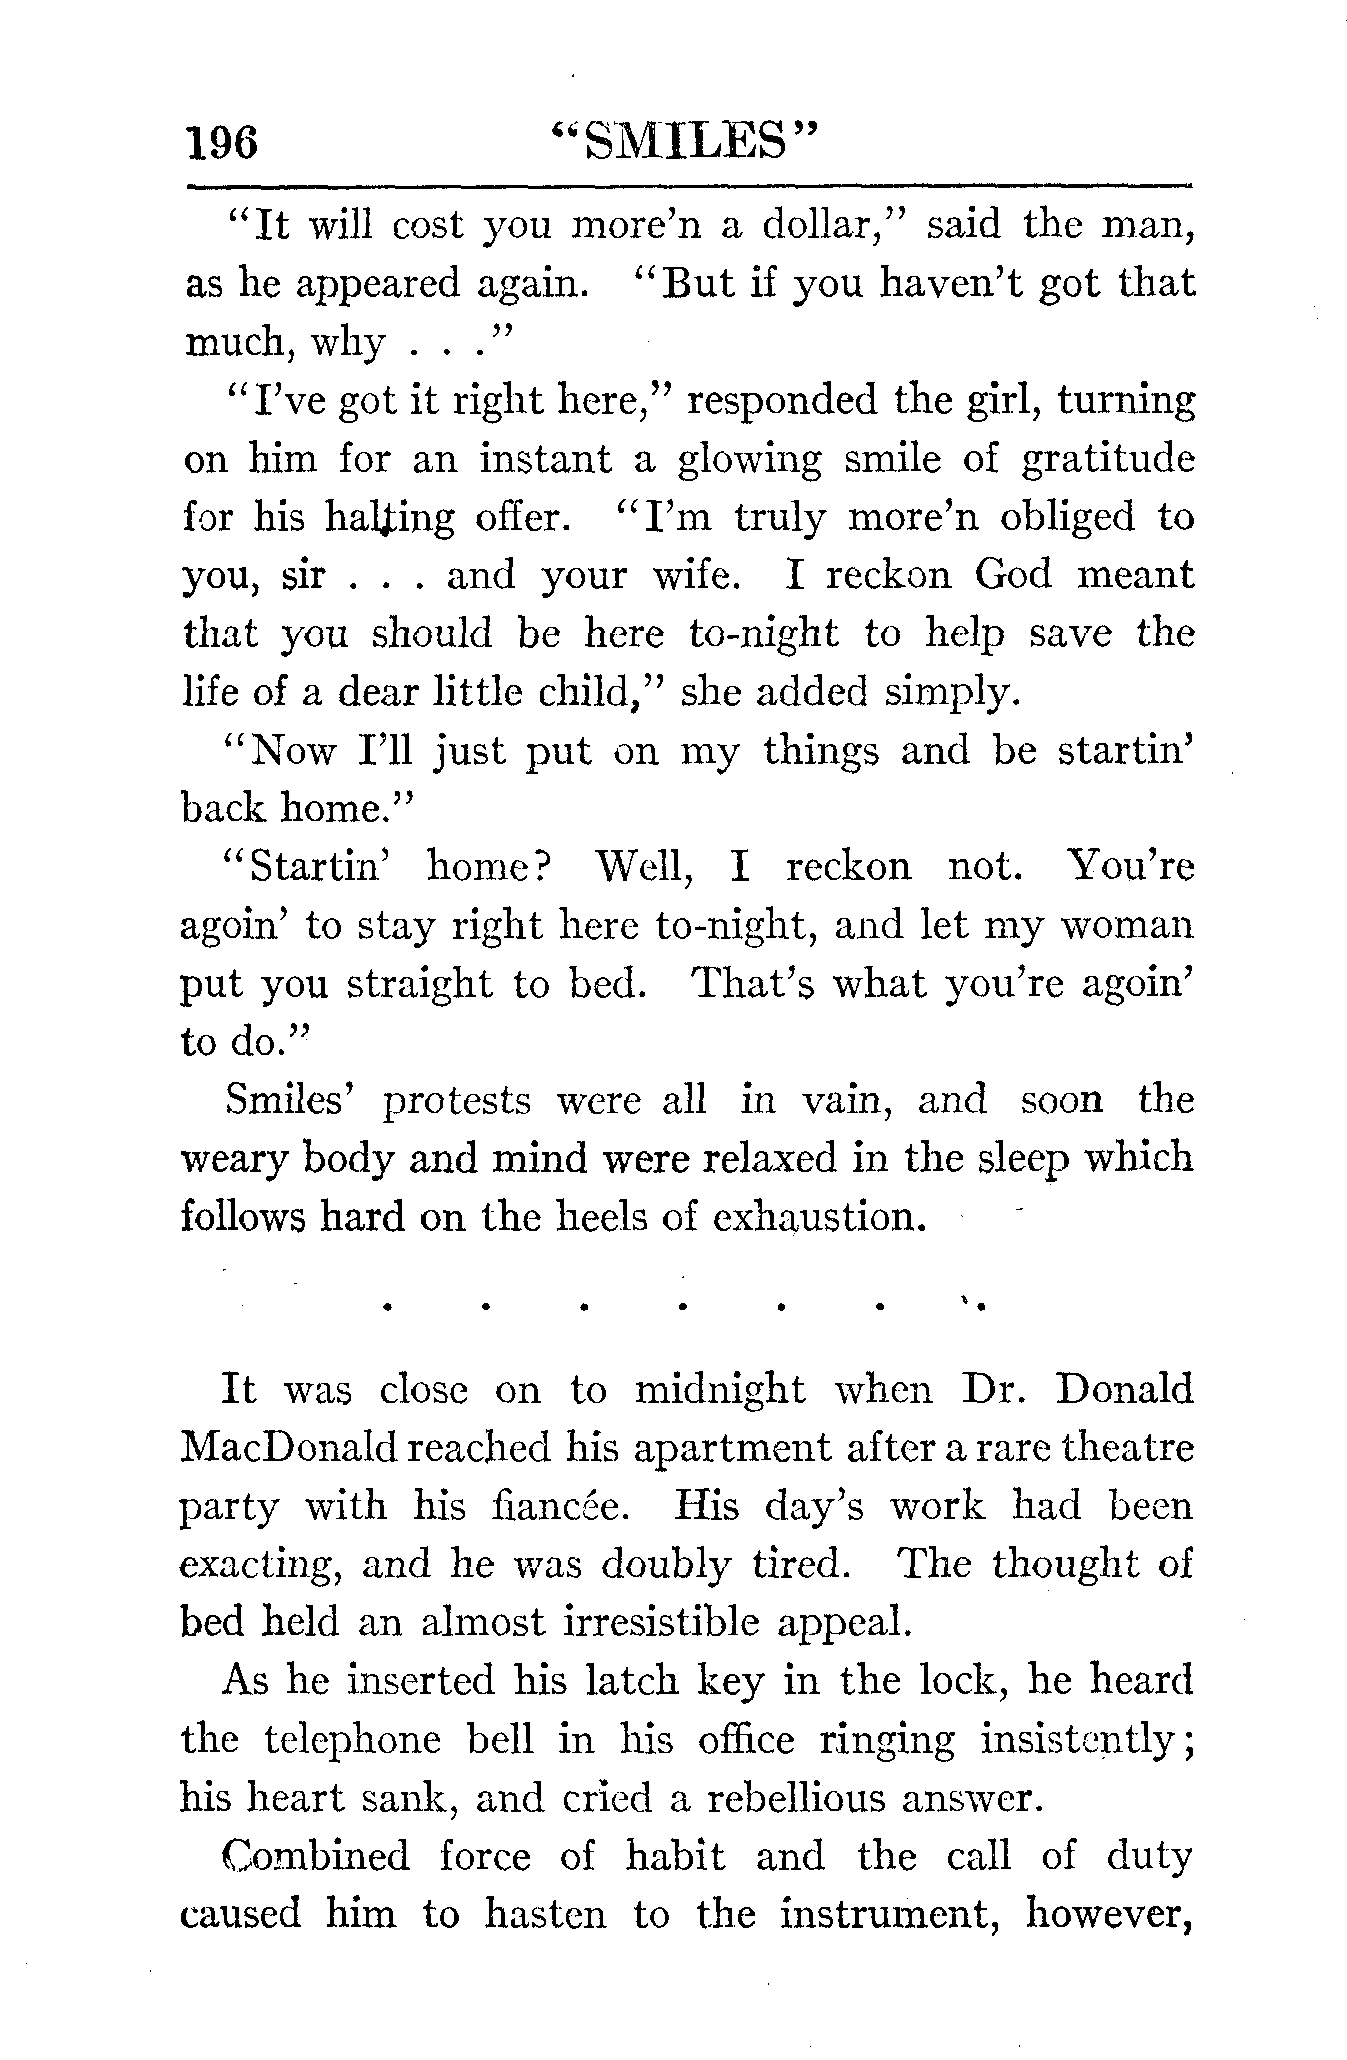 196 "SMILES"
"It will cost you more'n a dollar," said the man,
as he appeared again. "But if you haven't got that
much, why . . ."
"I've got it right here," responded the girl, turning
on him for an instant a glowing smile of gratitude
for his halting offer. "I'm truly more'n obliged to
you, sir . . . and your wife. I reckon God meant
that you should be here to-night to help save the
life of a dear little child," she added simply.
"Now I'll just put on my things and be startin'
back home."
"Startin' home? Well, I reckon not. You're
agoin' to stay right here to-night, and let my woman
put you straight to bed. That's what you're agoin'
to do."
Smiles' protests were all in vain, and soon the
weary body and mind were relaxed in the sleep which
follows hard on the heels of exhaustion.
. . . . . . .
It was close on to midnight when Dr. Donald
MacDonald reached his apartment after a rare theatre
party with his fiancée. His day's work had been
exacting, and he was doubly tired. The thought of
bed held an almost irresistible appeal.
As he inserted his latch key in the lock, he heard
the telephone bell in his office ringing insistently;
his heart sank, and cried a rebellious answer.
Combined force of habit and the call of duty
caused him to hasten to the instrument, however,